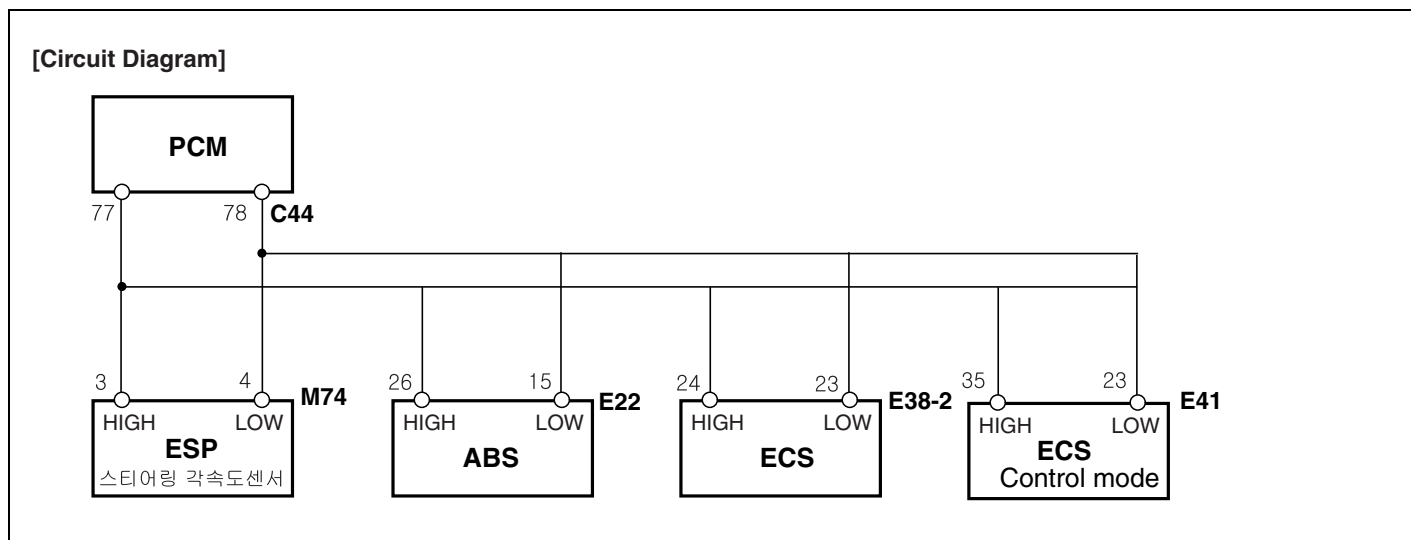 [Circuit Diagram]
PCM
77 78 C44
3 4 M74
26 15 E22
24 23 E38-2
35 23 E41
HIGH LOW
ESP
스티어링 각속도센서
HIGH LOW
ABS
HIGH LOW
ECS
HIGH LOW
ECS
Control mode